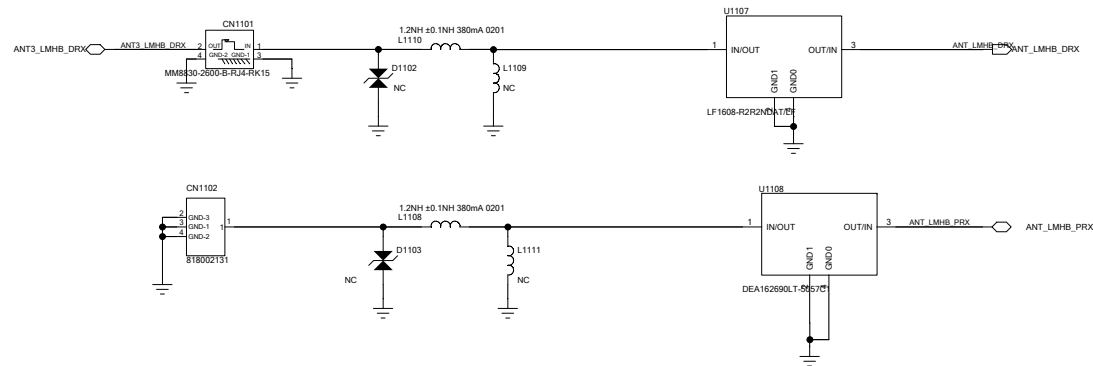 CN1101
U1107
1.2NH ±0.1NH 380mA 0201
L1110
ANT3_LMHB_DRX
ANT3_LMHB_DRX
2
OUT
IN
1
4
GND-2
GND-1
3
MM8830-2600-B-RJ4-RK15
D1102
NC
L1109
NC
1
IN/OUT
OUT/IN
3
ANT_LMHB_DRX
ANT_LMHB_DRX
GND1
GND0
LF1608-R2R2NDAT/LF
CN1102
U1108
1.2NH ±0.1NH 380mA 0201
L1108
2
GND-3
3
GND-1
4
GND-2
1
1
818002131
D1103
NC
L1111
NC
1
IN/OUT
OUT/IN
3
ANT_LMHB_PRX
ANT_LMHB_PRX
GND1
GND0
DEA162690LT-5057C1